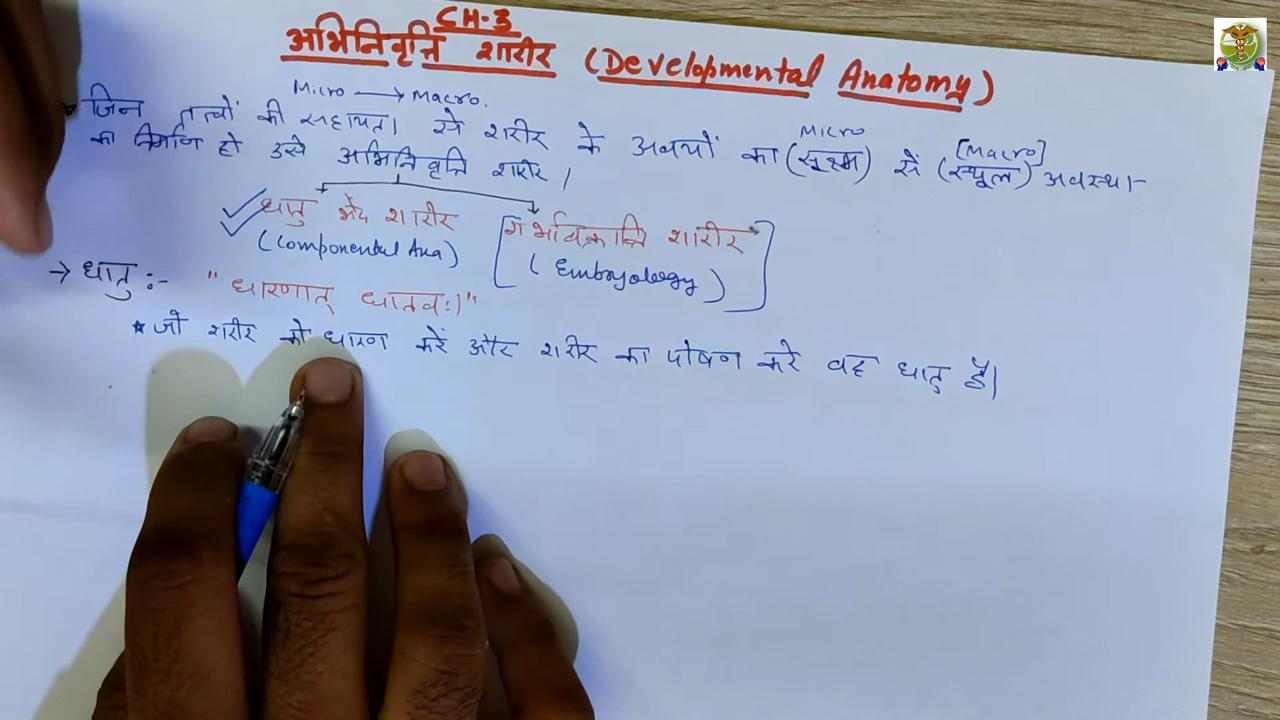 CH-3
अभिनिवृत्ति शारीर (Developmental Anatomy)
Micro → Macro.
जिन तत्वों की सहायता से शरीर के अवयवों का (सूक्ष्म) से (स्थूल) अवस्था-
Micro [Macro]
का निर्माण हो उसे अभिनिवृत्ति शारीर।
धातु भेद शारीर गर्भावक्रान्ति शारीर
(Componental Ana) (Embryology)
→ धातु :- "धारणात् धातवः।"
* जो शरीर को धारण करें और शरीर का पोषण करे वह धातु है।